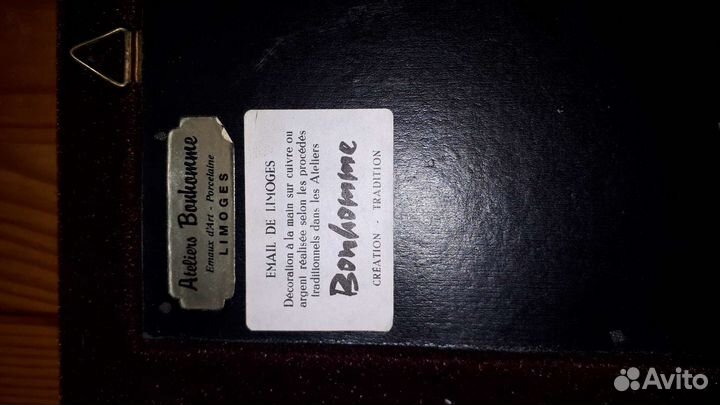 Ateliers Bonhomme
Emaux d'Art - Porcelaine
LIMOGES
EMAIL DE LIMOGES
Décoration à la main sur cuivre ou
argent réalisée selon les procédés
traditionnels dans les Ateliers
Bonhomme
CRÉATION - TRADITION
Avito